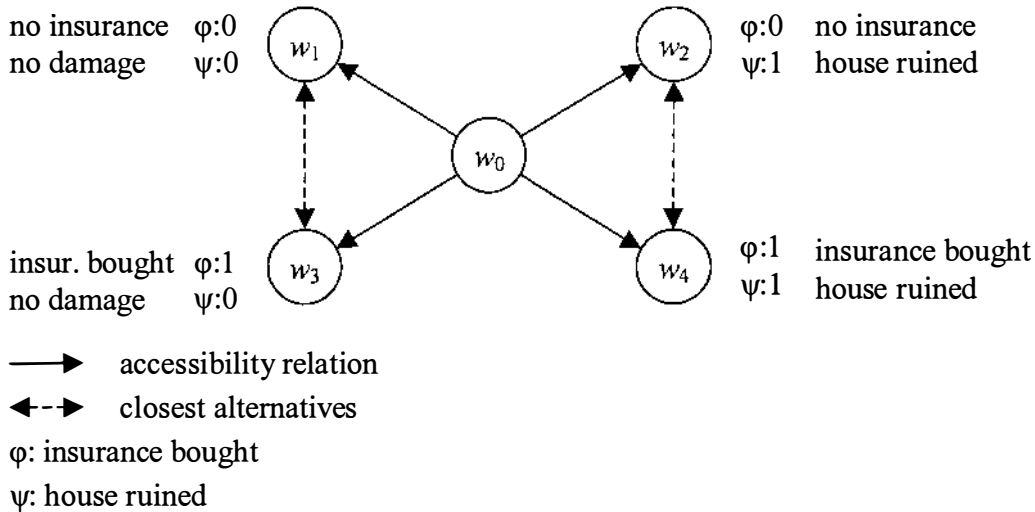 no insurance φ:0
no damage ψ:0
w1
w2
φ:0 no insurance
ψ:1 house ruined
w0
insur. bought φ:1
no damage ψ:0
w3
w4
φ:1 insurance bought
ψ:1 house ruined
accessibility relation
closest alternatives
φ: insurance bought
ψ: house ruined